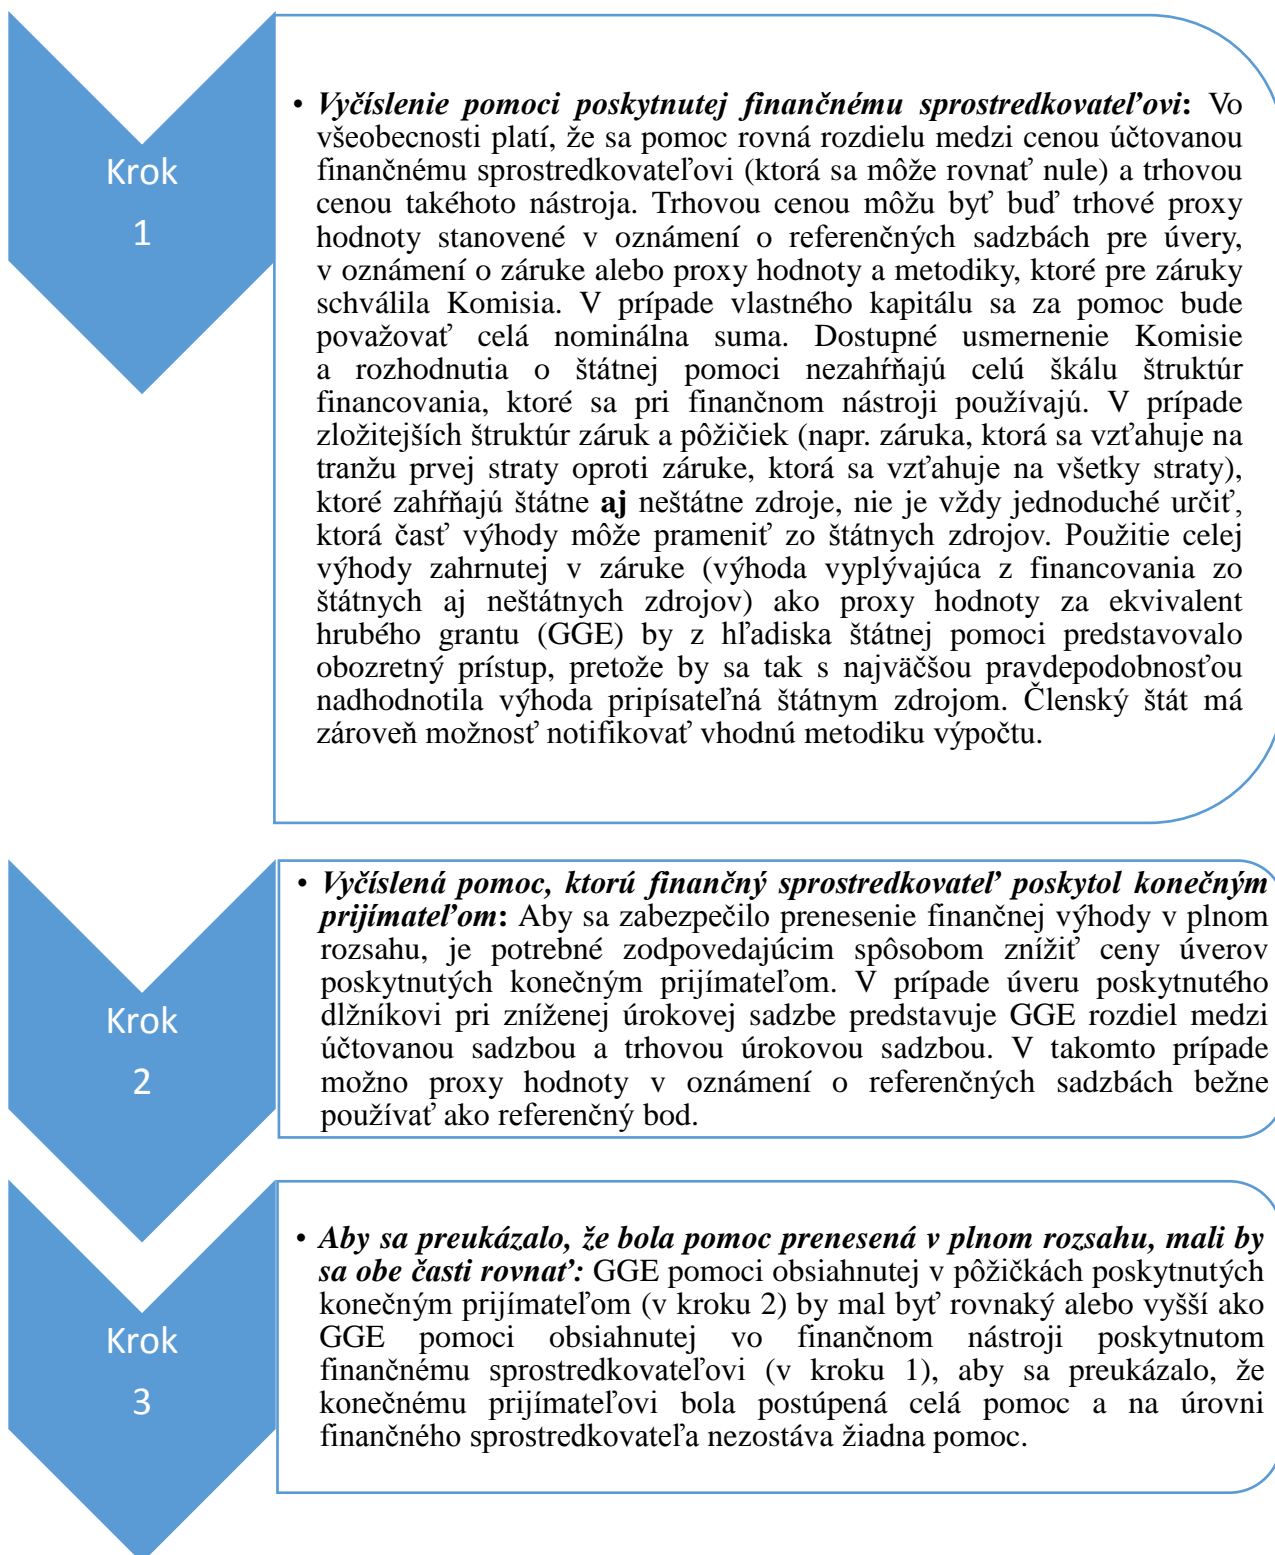 Krok
1
• Vyčíslenie pomoci poskytnutej finančnému sprostredkovateľovi: Vo
všeobecnosti platí, že sa pomoc rovná rozdielu medzi cenou účtovanou
finančnému sprostredkovateľovi (ktorá sa môže rovnať nule) a trhovou
cenou takéhoto nástroja. Trhovou cenou môžu byť buď trhové proxy
hodnoty stanovené v oznámení o referenčných sadzbách pre úvery,
v oznámení o záruke alebo proxy hodnoty a metodiky, ktoré pre záruky
schválila Komisia. V prípade vlastného kapitálu sa za pomoc bude
považovať celá nominálna suma. Dostupné usmernenie Komisie
a rozhodnutia o štátnej pomoci nezahŕňajú celú škálu štruktúr
financovania, ktoré sa pri finančnom nástroji používajú. V prípade
zložitejších štruktúr záruk a pôžičiek (napr. záruka, ktorá sa vzťahuje na
tranžu prvej straty oproti záruke, ktorá sa vzťahuje na všetky straty),
ktoré zahŕňajú štátne aj neštátne zdroje, nie je vždy jednoduché určiť,
ktorá časť výhody môže prameniť zo štátnych zdrojov. Použitie celej
výhody zahrnutej v záruke (výhoda vyplývajúca z financovania zo
štátnych aj neštátnych zdrojov) ako proxy hodnoty za ekvivalent
hrubého grantu (GGE) by z hľadiska štátnej pomoci predstavovalo
obozretný prístup, pretože by sa tak s najväčšou pravdepodobnosťou
nadhodnotila výhoda pripísateľná štátnym zdrojom. Členský štát má
zároveň možnosť notifikovať vhodnú metodiku výpočtu.
Krok
2
• Vyčíslená pomoc, ktorú finančný sprostredkovateľ poskytol konečným
prijímateľom: Aby sa zabezpečilo prenesenie finančnej výhody v plnom
rozsahu, je potrebné zodpovedajúcim spôsobom znížiť ceny úverov
poskytnutých konečným prijímateľom. V prípade úveru poskytnutého
dlžníkovi pri zníženej úrokovej sadzbe predstavuje GGE rozdiel medzi
účtovanou sadzbou a trhovou úrokovou sadzbou. V takomto prípade
možno proxy hodnoty v oznámení o referenčných sadzbách bežne
používať ako referenčný bod.
Krok
3
• Aby sa preukázalo, že bola pomoc prenesená v plnom rozsahu, mali by
sa obe časti rovnať: GGE pomoci obsiahnutej v pôžičkách poskytnutých
konečným prijímateľom (v kroku 2) by mal byť rovnaký alebo vyšší ako
GGE pomoci obsiahnutej vo finančnom nástroji poskytnutom
finančnému sprostredkovateľovi (v kroku 1), aby sa preukázalo, že
konečnému prijímateľovi bola postúpená celá pomoc a na úrovni
finančného sprostredkovateľa nezostáva žiadna pomoc.